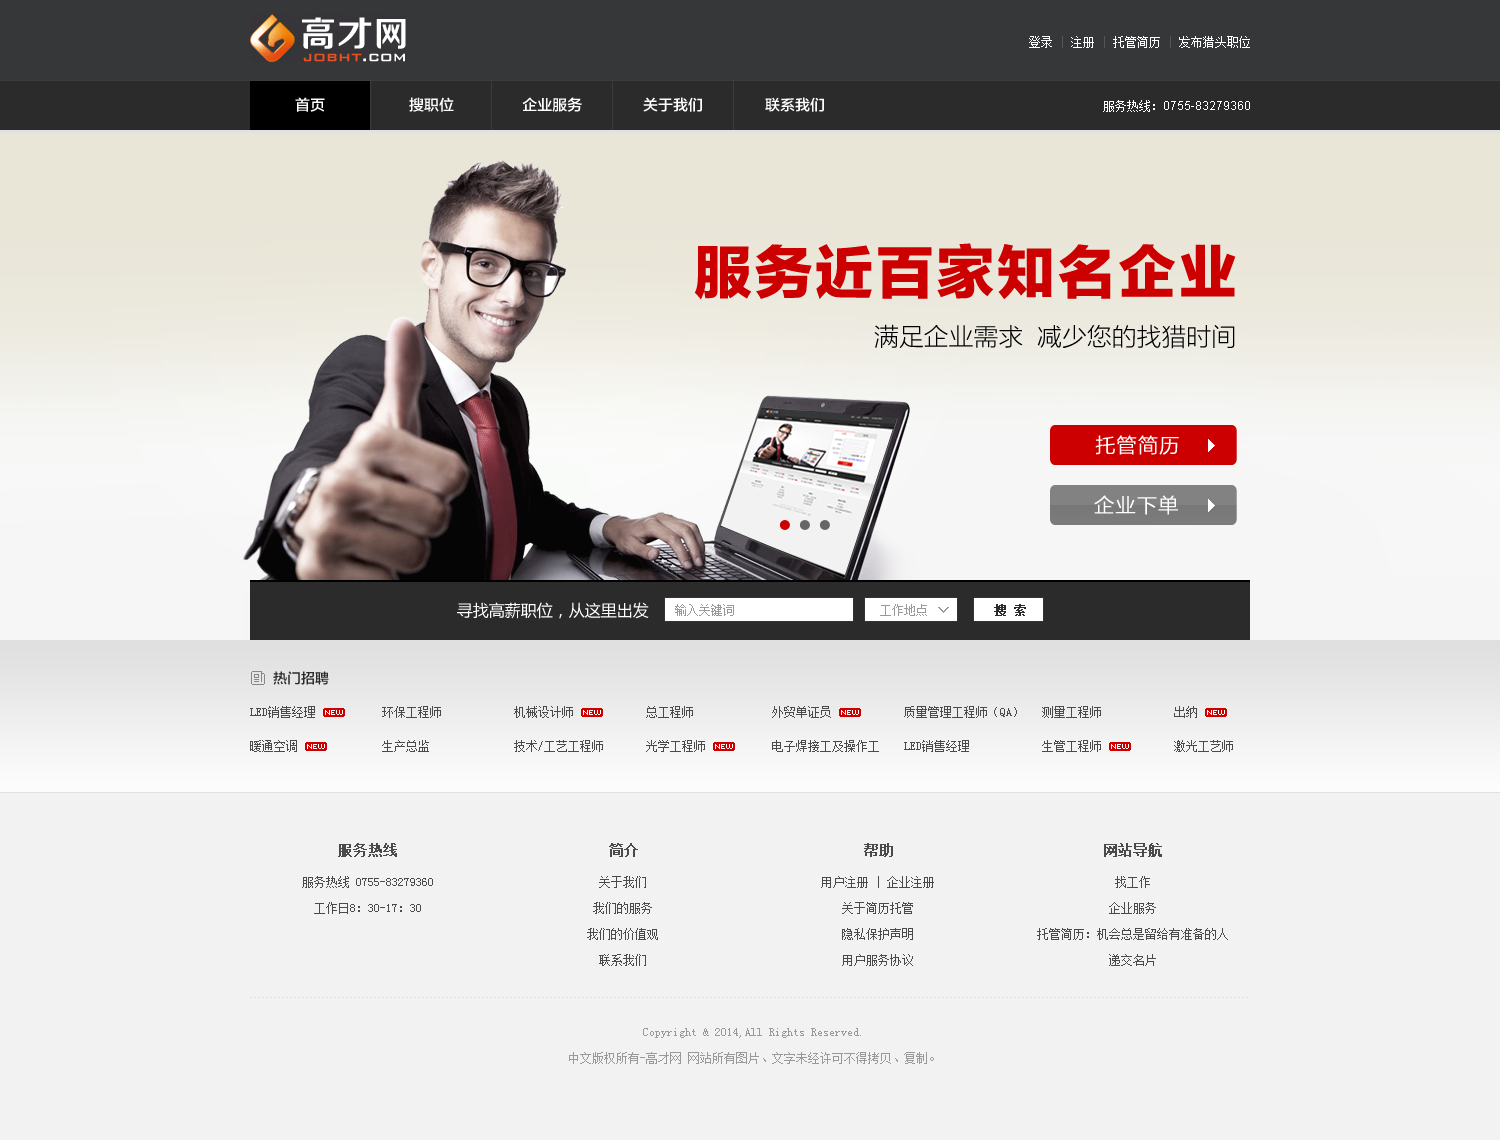 高才网
JOBHT.COM
登录 | 注册 | 托管简历 | 发布猎头职位
首页 搜职位 企业服务 关于我们 联系我们 服务热线：0755-83279360
服务近百家知名企业
满足企业需求 减少您的找猎时间
托管简历
企业下单
寻找高薪职位，从这里出发 输入关键词 工作地点 搜 索
热门招聘
LED销售经理 NEW 环保工程师 机械设计师 NEW 总工程师 外贸单证员 NEW 质量管理工程师（QA） 测量工程师 出纳 NEW
暖通空调 NEW 生产总监 技术/工艺工程师 光学工程师 NEW 电子焊接工及操作工 LED销售经理 生管工程师 NEW 激光工艺师
服务热线 简介 帮助 网站导航
服务热线 0755-83279360 关于我们 用户注册 | 企业注册 找工作
工作日8：30-17：30 我们的服务 关于简历托管 企业服务
我们的价值观 隐私保护声明 托管简历：机会总是留给有准备的人
联系我们 用户服务协议 递交名片
Copyright & 2014,All Rights Reserved.
中文版权所有-高才网 网站所有图片、文字未经许可不得拷贝、复制。